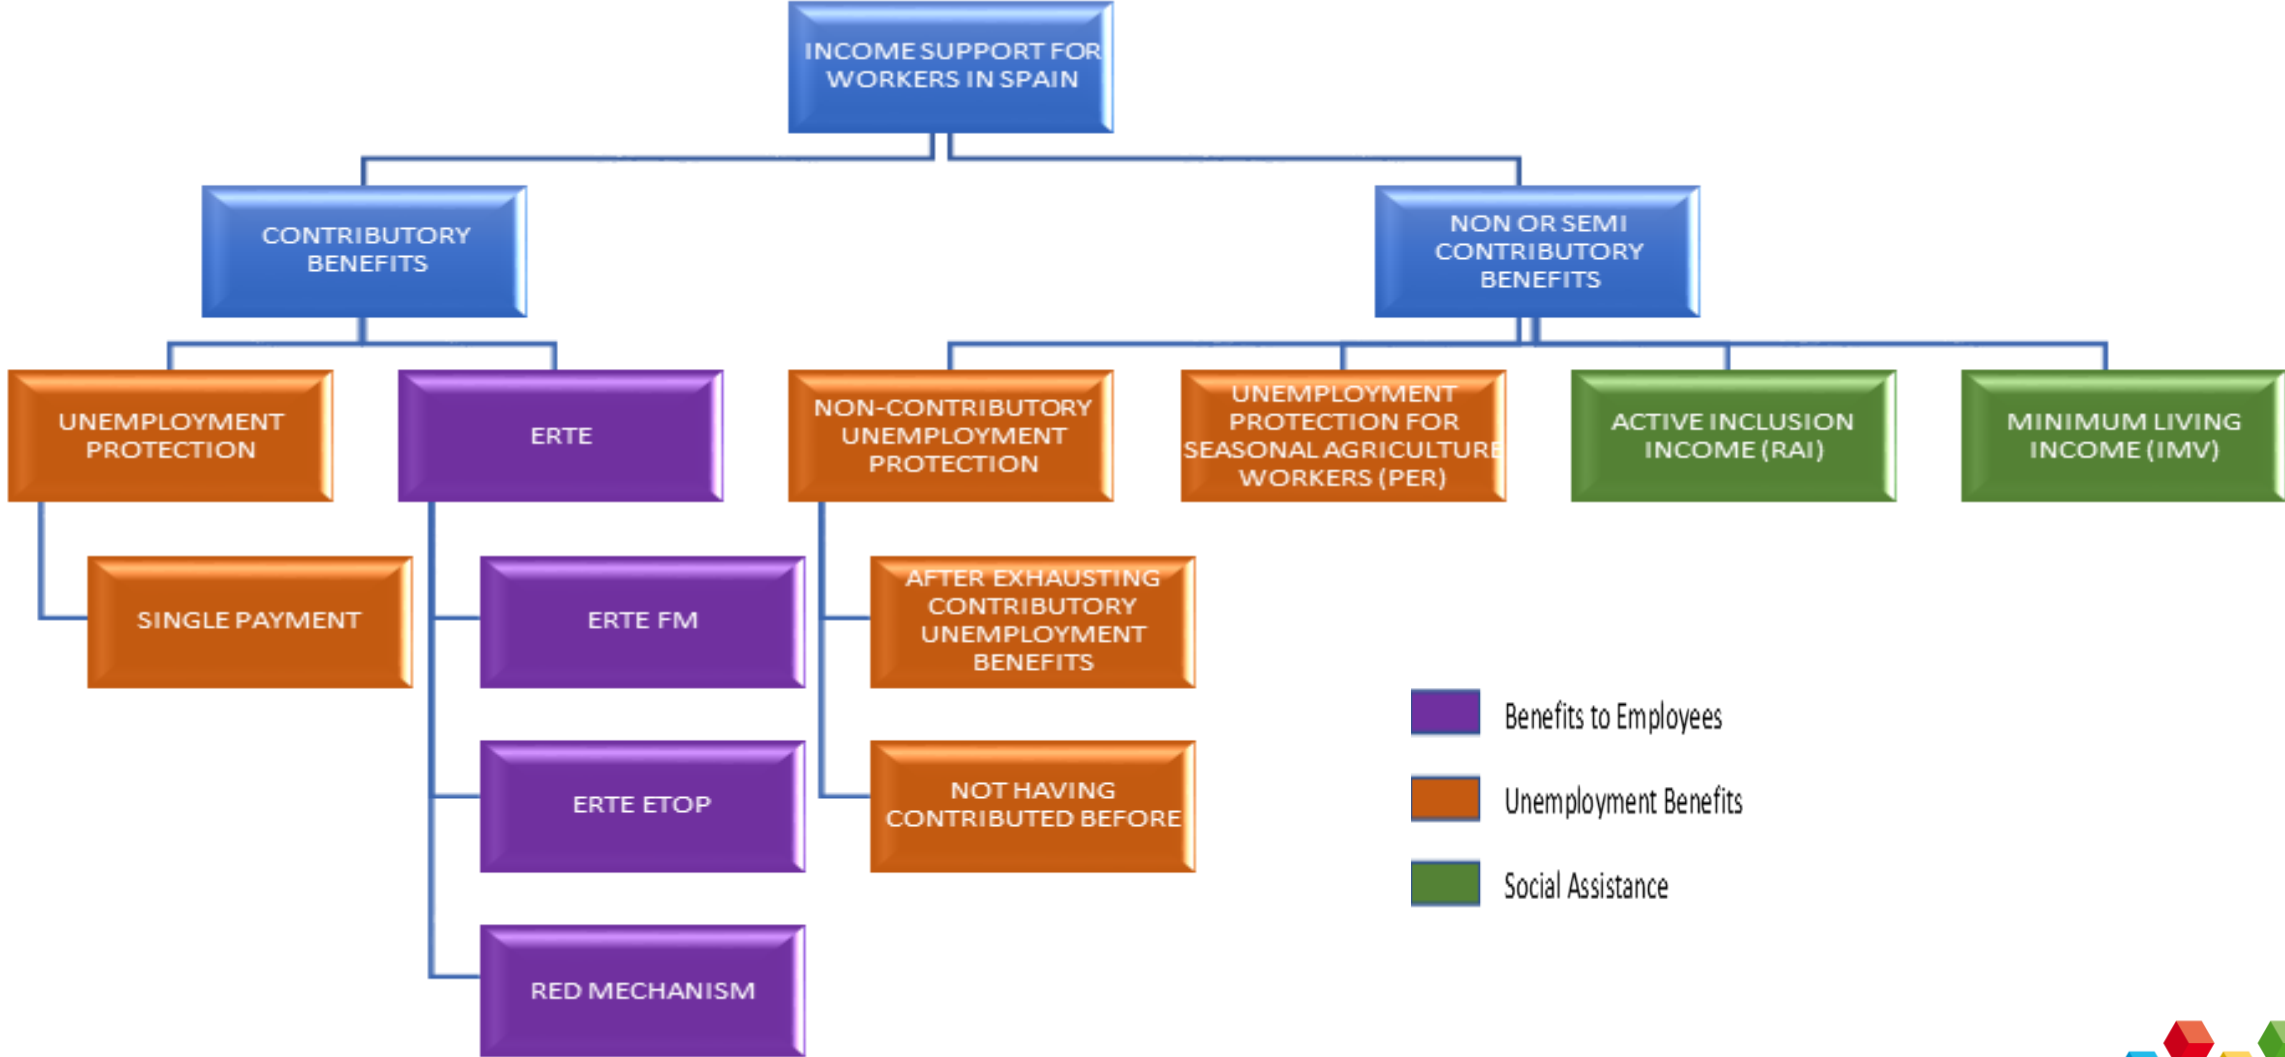 INCOME SUPPORT FOR
WORKERS IN SPAIN
CONTRIBUTORY
BENEFITS
NON OR SEMI
CONTRIBUTORY
BENEFITS
UNEMPLOYMENT
PROTECTION
ERTE
NON-CONTRIBUTORY
UNEMPLOYMENT
PROTECTION
UNEMPLOYMENT
PROTECTION FOR
SEASONAL AGRICULTURE
WORKERS (PER)
ACTIVE INCLUSION
INCOME (RAI)
MINIMUM LIVING
INCOME (IMV)
SINGLE PAYMENT
ERTE FM
AFTER EXHAUSTING
CONTRIBUTORY
UNEMPLOYMENT
BENEFITS
ERTE ETOP
NOT HAVING
CONTRIBUTED BEFORE
RED MECHANISM
Benefits to Employees
Unemployment Benefits
Social Assistance